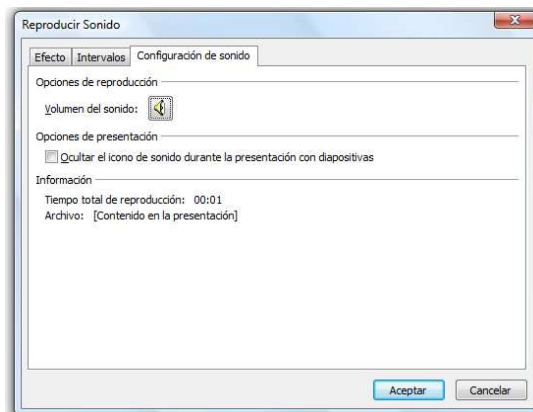 Reproducir Sonido
Efecto Intervalos Configuración de sonido
Opciones de reproducción
Volumen del sonido:
Opciones de presentación
Ocultar el icono de sonido durante la presentación con diapositivas
Información
Tiempo total de reproducción: 00:01
Archivo: [Contenido en la presentación]
Aceptar Cancelar